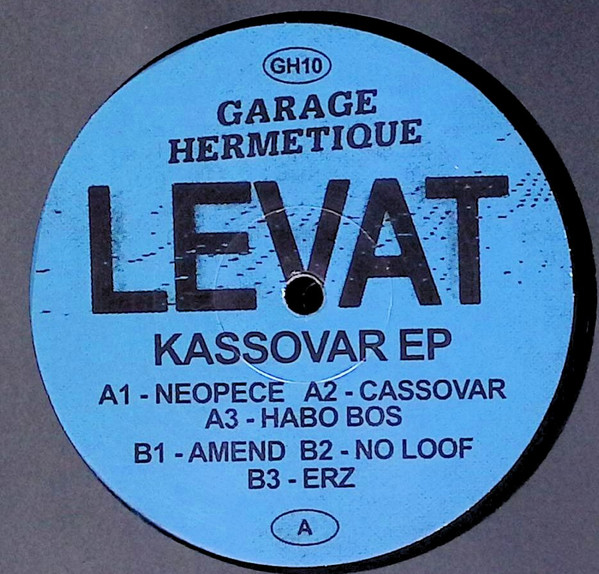 GH10
GARAGE
HERMETIQUE
LEVAT
KASSOVAR EP
A1 - NEOPECE A2 - CASSOVAR
A3 - HABO BOS
B1 - AMEND B2 - NO LOOF
B3 - ERZ
A